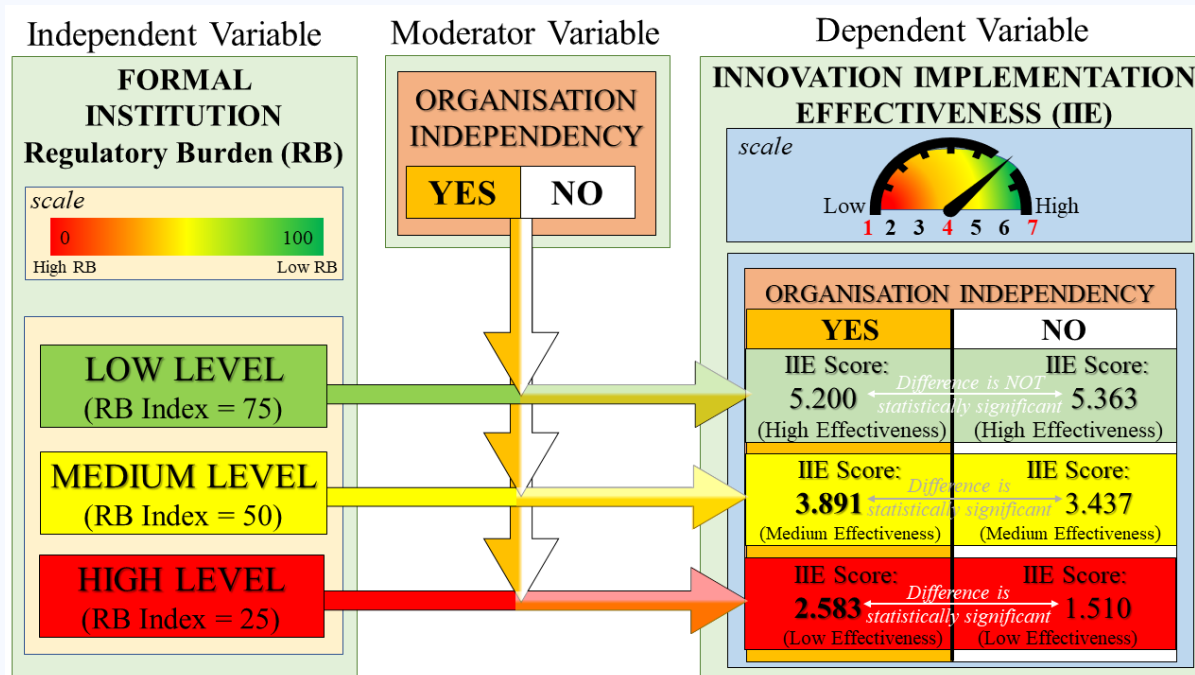 Independent Variable
FORMAL
INSTITUTION
Regulatory Burden (RB)
scale
0 100
High RB Low RB
LOW LEVEL
(RB Index = 75)
MEDIUM LEVEL
(RB Index = 50)
HIGH LEVEL
(RB Index = 25)
Moderator Variable
ORGANISATION
INDEPENDENCY
YES NO
Dependent Variable
INNOVATION IMPLEMENTATION
EFFECTIVENESS (IIE)
scale
Low High
1 2 3 4 5 6 7
ORGANISATION INDEPENDENCY
YES NO
IIE Score: IIE Score:
Difference is NOT
5.200 5.363
statistically significant
(High Effectiveness) (High Effectiveness)
IIE Score: IIE Score:
Difference is
3.891 3.437
statistically significant
(Medium Effectiveness) (Medium Effectiveness)
IIE Score: IIE Score:
Difference is
2.583 1.510
statistically significant
(Low Effectiveness) (Low Effectiveness)